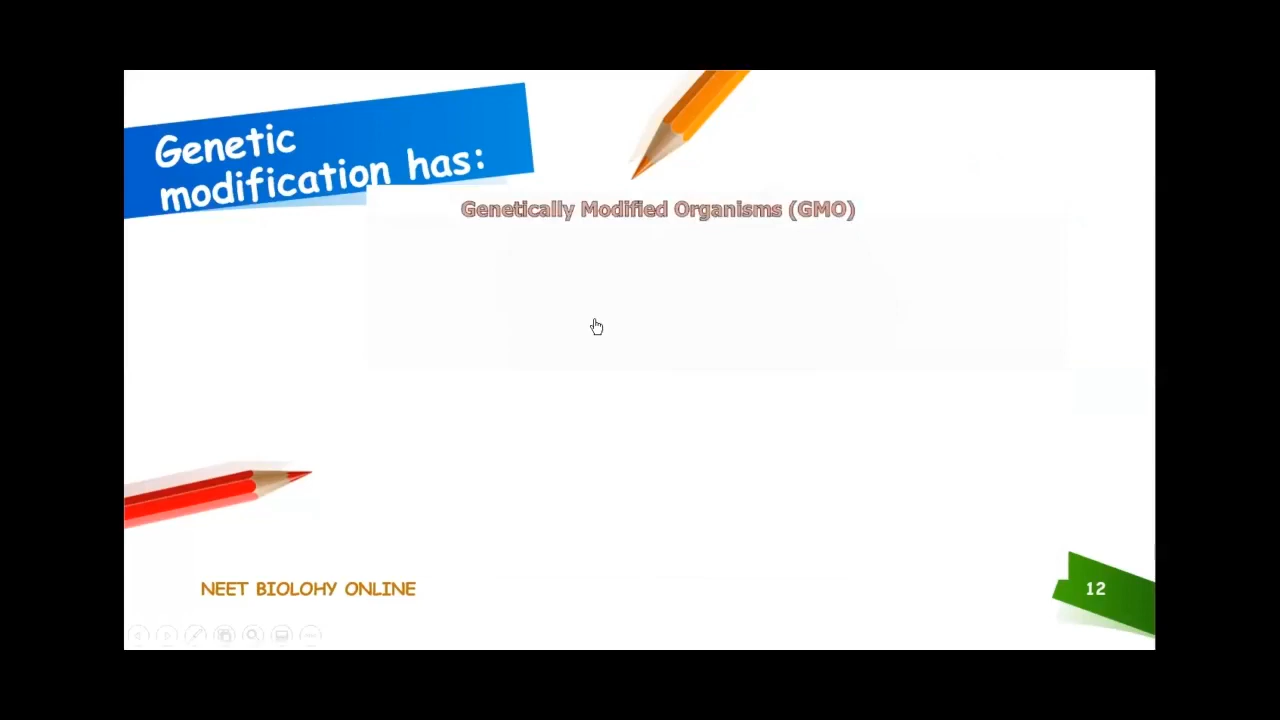 Genetic
modification has:
Genetically Modified Organisms (GMO)
NEET BIOLOHY ONLINE
12